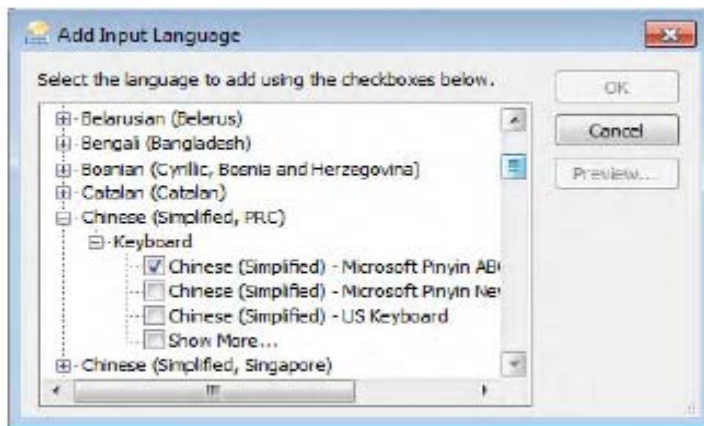 Add Input Language
Select the language to add using the checkboxes below.
OK
Belarusian (Belarus)
Bengali (Bangladesh)
Cancel
Bosnian (Cyrillic, Bosnia and Herzegovina)
Preview...
Catalan (Catalan)
Chinese (Simplified, PRC)
Keyboard
Chinese (Simplified) - Microsoft Pinyin AB
Chinese (Simplified) - Microsoft Pinyin Ne
Chinese (Simplified) - US Keyboard
Show More...
Chinese (Simplified, Singapore)